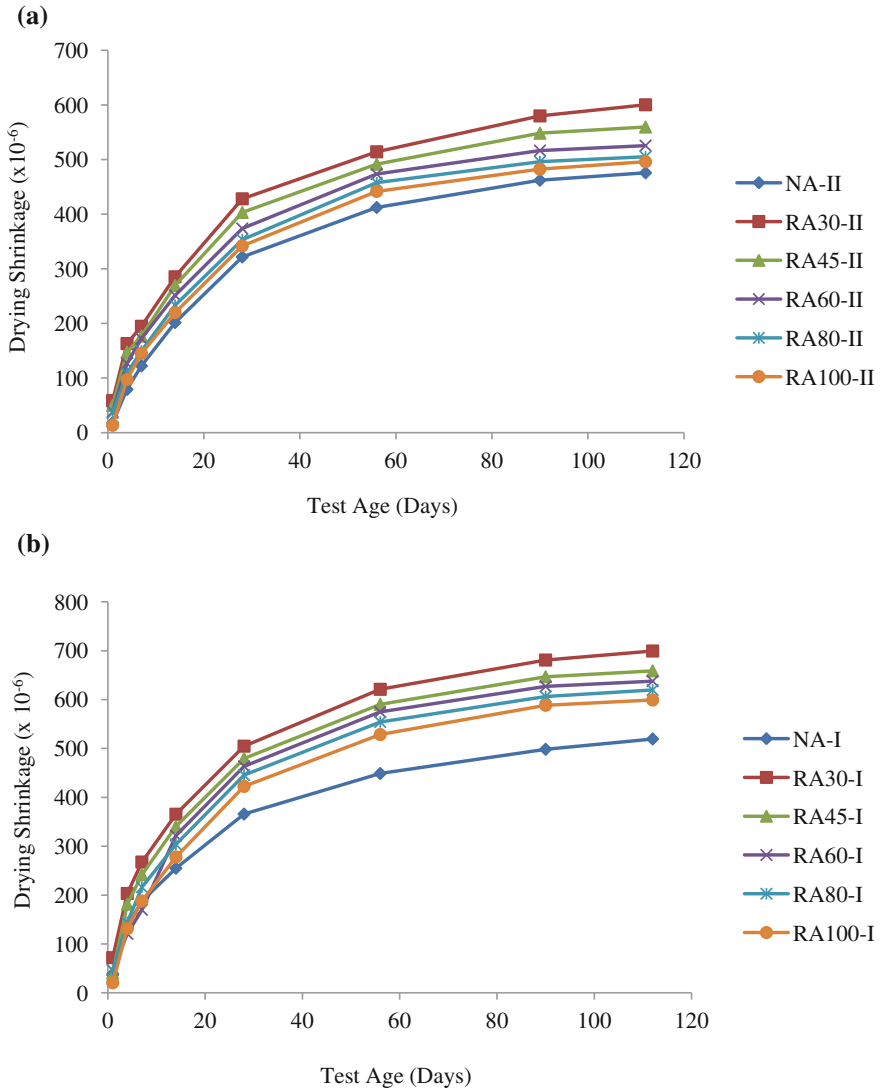 (a)
700
600
500
400
300
200
100
0
Drying Shrinkage (x10-6)
0 20 40 60 80 100 120
Test Age (Days)
NA-II
RA30-II
RA45-II
RA60-II
RA80-II
RA100-II
(b)
800
700
600
500
400
300
200
100
0
Drying Shrinkage (x 10-6)
0 20 40 60 80 100 120
Test Age (Days)
NA-I
RA30-I
RA45-I
RA60-I
RA80-I
RA100-I